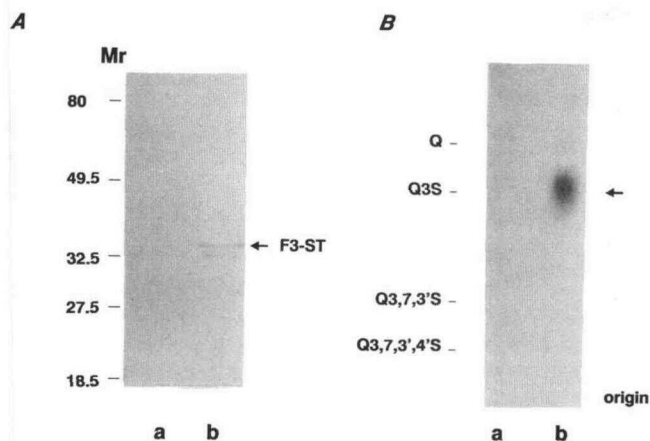 A
Mr
80
49.5
32.5
27.5
18.5
F3-ST
a b
B
Q
Q3S
Q3,7,3'S
Q3,7,3',4'S
origin
a b